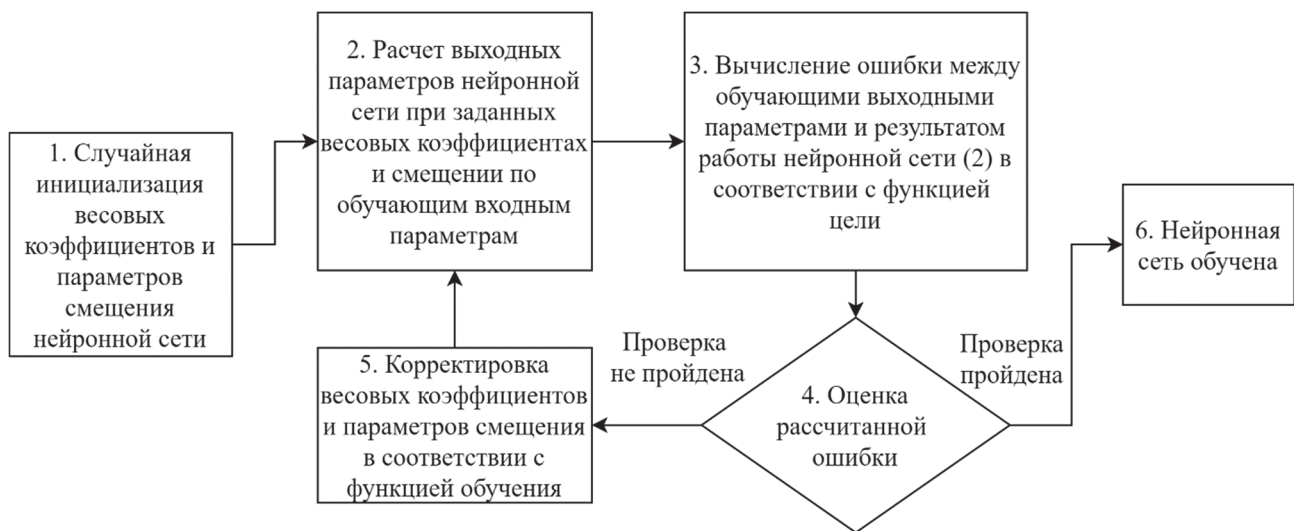 1. Случайная
инициализация
весовых
коэффициентов и
параметров
смещения
нейронной сети
2. Расчет выходных
параметров нейронной
сети при заданных
весовых коэффициентах
и смещении по
обучающим входным
параметрам
3. Вычисление ошибки между
обучающими выходными
параметрами и результатом
работы нейронной сети (2) в
соответствии с функцией
цели
4. Оценка
рассчитанной
ошибки
Проверка
не пройдена
5. Корректировка
весовых коэффициентов
и параметров смещения
в соответствии с
функцией обучения
Проверка
пройдена
6. Нейронная
сеть обучена